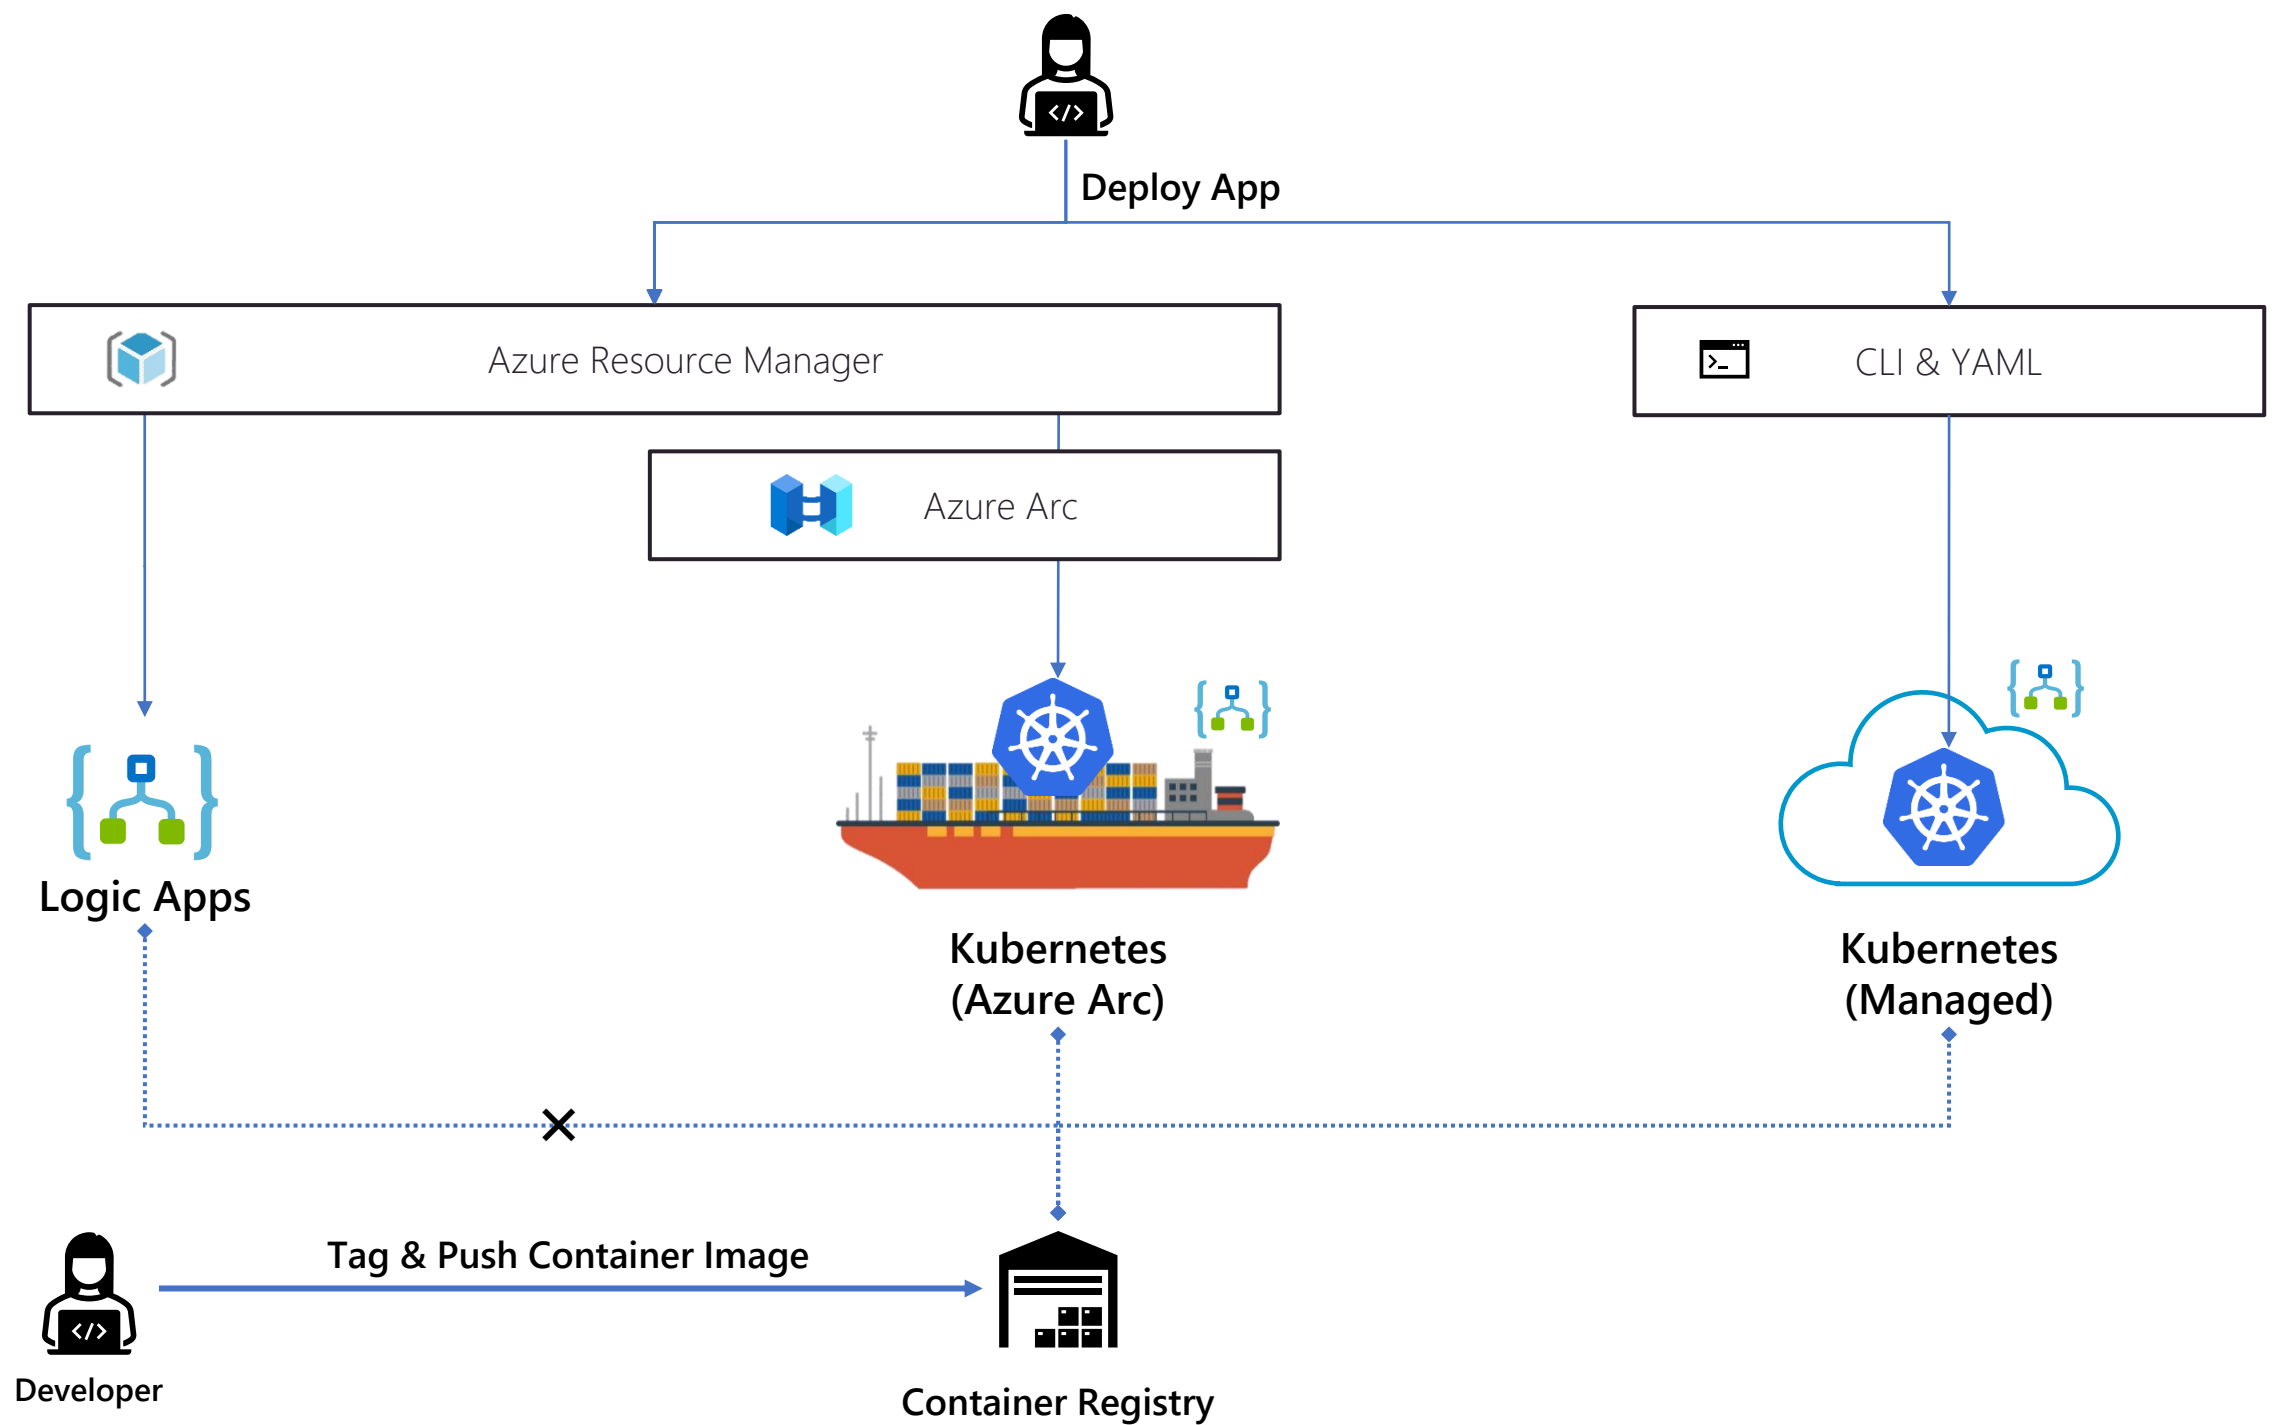 Deploy App
Azure Resource Manager
CLI & YAML
Azure Arc
Logic Apps
Kubernetes
(Azure Arc)
Kubernetes
(Managed)
Tag & Push Container Image
Developer
Container Registry